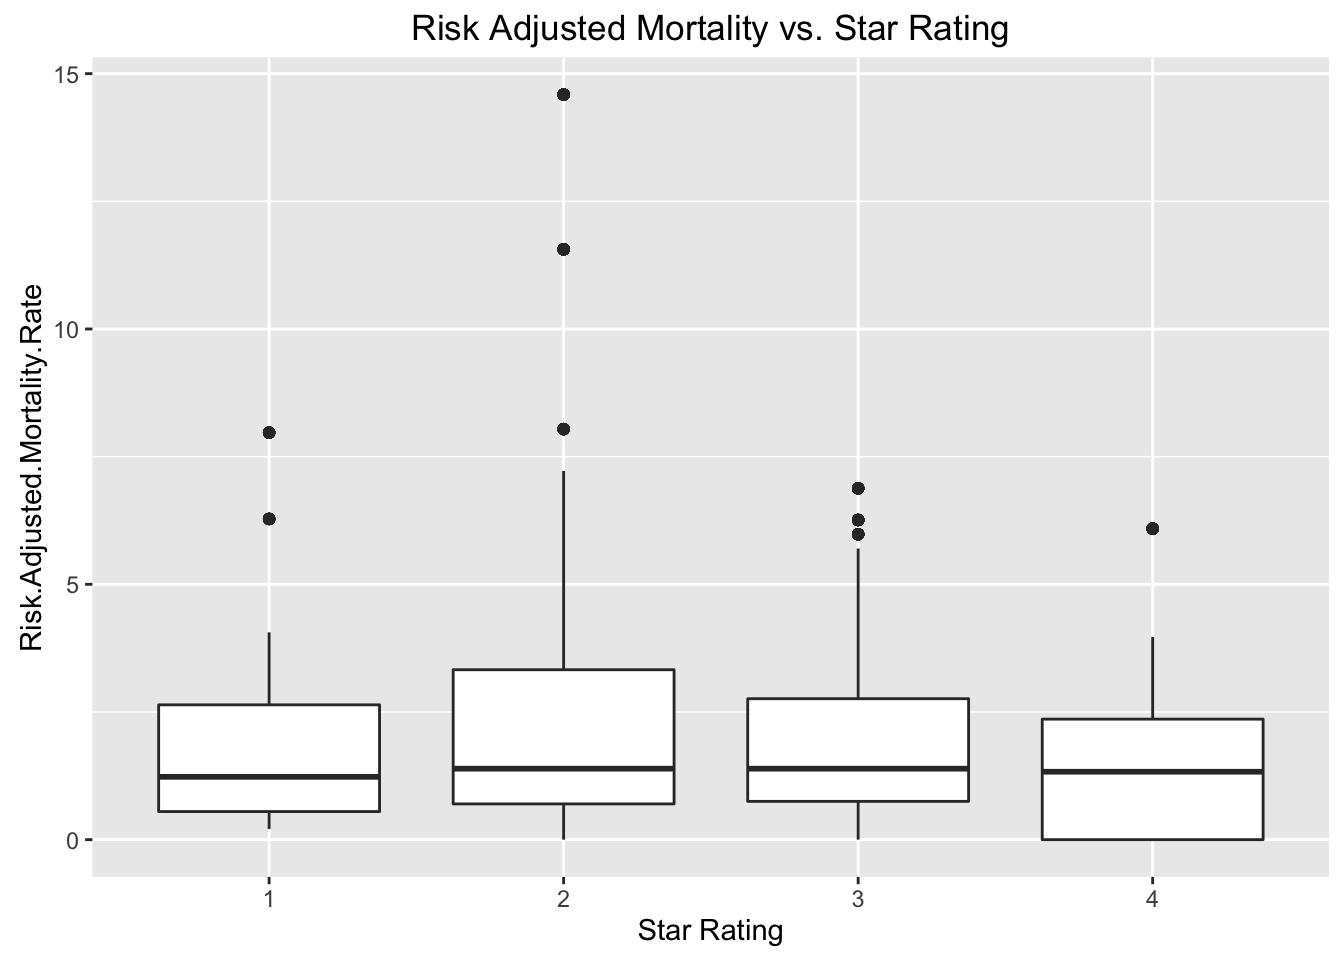 Risk Adjusted Mortality vs. Star Rating
15
10
5
0
Risk.Adjusted.Mortality.Rate
1 2 3 4
Star Rating